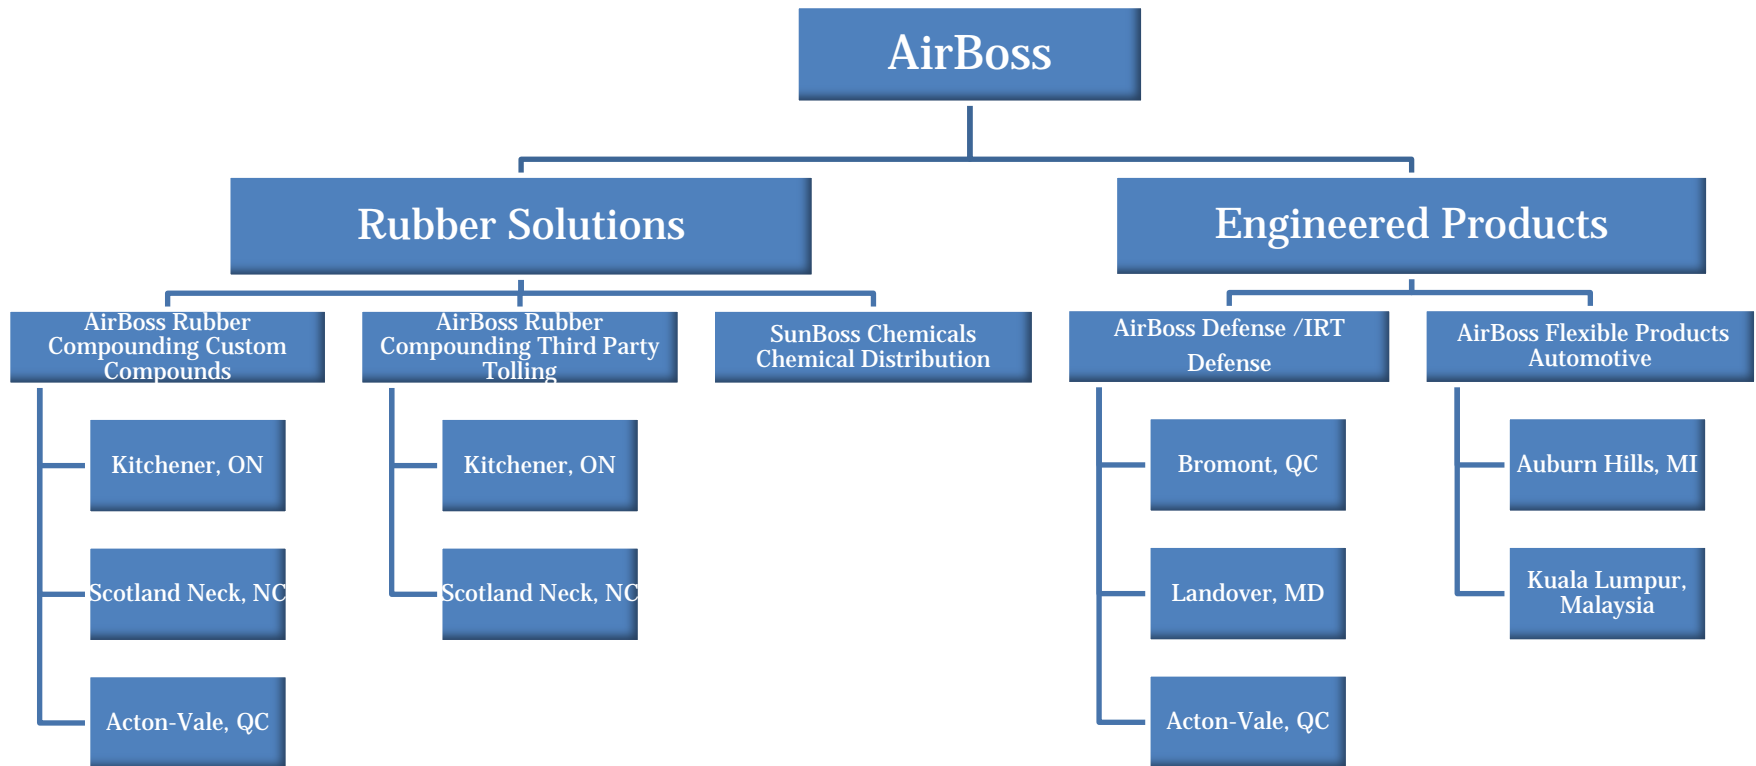 AirBoss
Rubber Solutions
Engineered Products
AirBoss Rubber
Compounding Custom
Compounds
AirBoss Rubber
Compounding Third Party
Tolling
SunBoss Chemicals
Chemical Distribution
AirBoss Defense /IRT
Defense
AirBoss Flexible Products
Automotive
Kitchener, ON
Scotland Neck, NC
Acton-Vale, QC
Kitchener, ON
Scotland Neck, NC
Bromont, QC
Landover, MD
Acton-Vale, QC
Auburn Hills, MI
Kuala Lumpur,
Malaysia